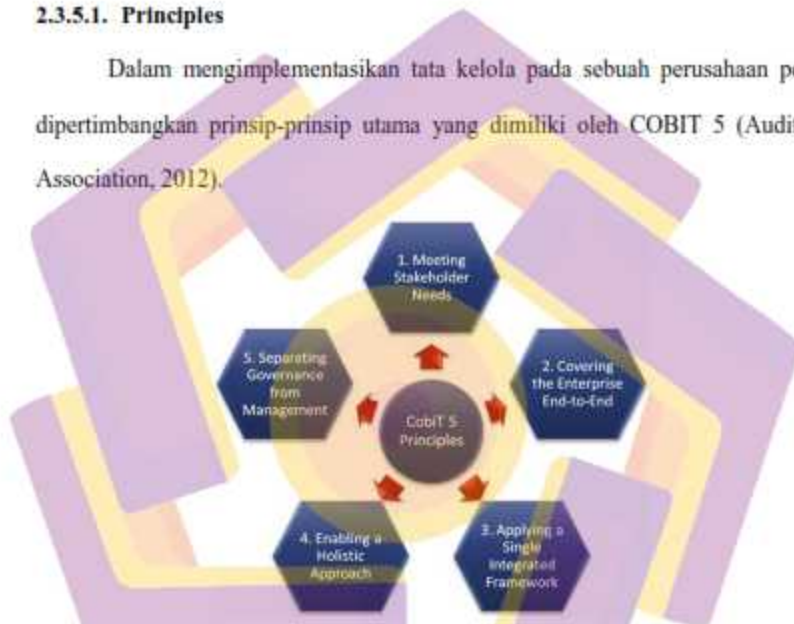 2.3.5.1. Principles
Dalam mengimplementasikan tata kelola pada sebuah perusahaan
dipertimbangkan prinsip-prinsip utama yang dimiliki oleh COBIT 5
Association, 2012).
1. Meeting
Stakeholder
Needs
5. Separating
Governance
from
Management
2. Covering
the Enterprise
End-to-End
CobiT 5
Principles
4. Enabling a
Holistic
Approach
3. Applying a
Single
Integrated
Framework